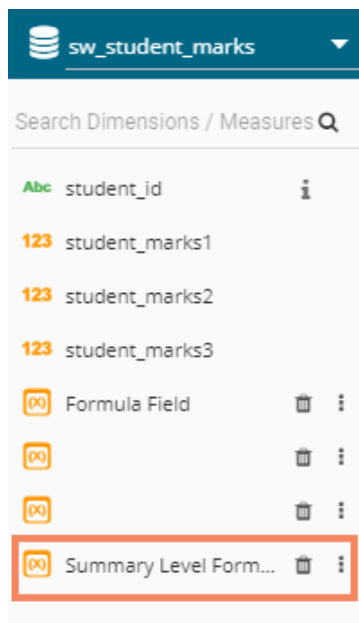 sw_student_marks
Search Dimensions / Measures
Abc student_id i
123 student_marks1
123 student_marks2
123 student_marks3
(x) Formula Field
(x)
(x)
(x) Summary Level Form...